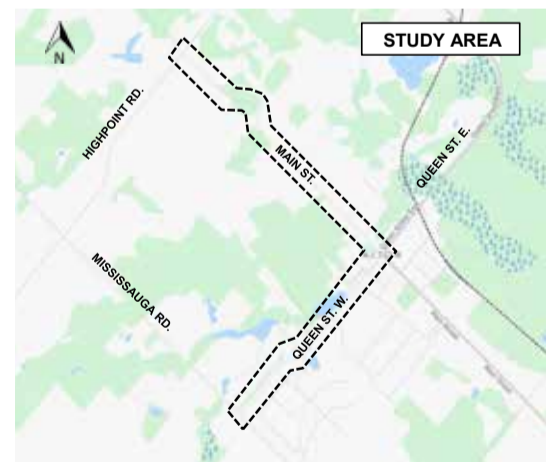 STUDY AREA
N
HIGHPOINT RD.
MAIN ST.
QUEEN ST. E.
MISSISSAUGA RD.
QUEEN ST. W.